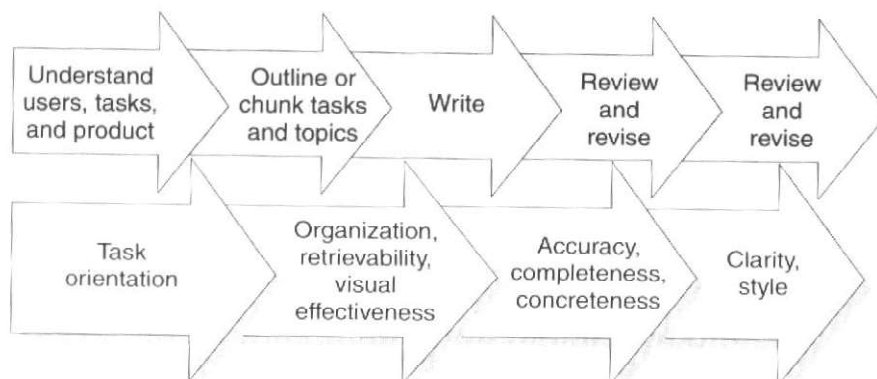 Understand
users, tasks,
and product
Outline or
chunk tasks
and topics
Write
Review
and
revise
Review
and
revise
Task
orientation
Organization,
retrievability,
visual
effectiveness
Accuracy,
completeness,
concreteness
Clarity,
style